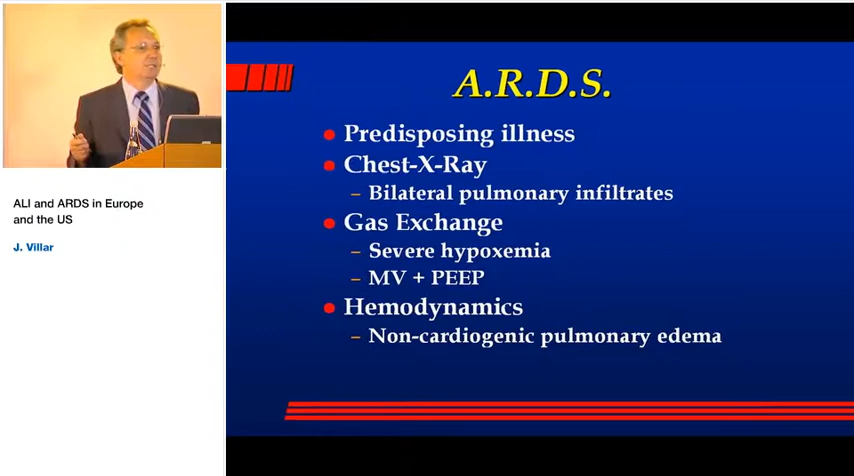 ALI and ARDS in Europe
and the US
J. Villar
A.R.D.S.
• Predisposing illness
• Chest-X-Ray
– Bilateral pulmonary infiltrates
• Gas Exchange
– Severe hypoxemia
– MV + PEEP
• Hemodynamics
– Non-cardiogenic pulmonary edema